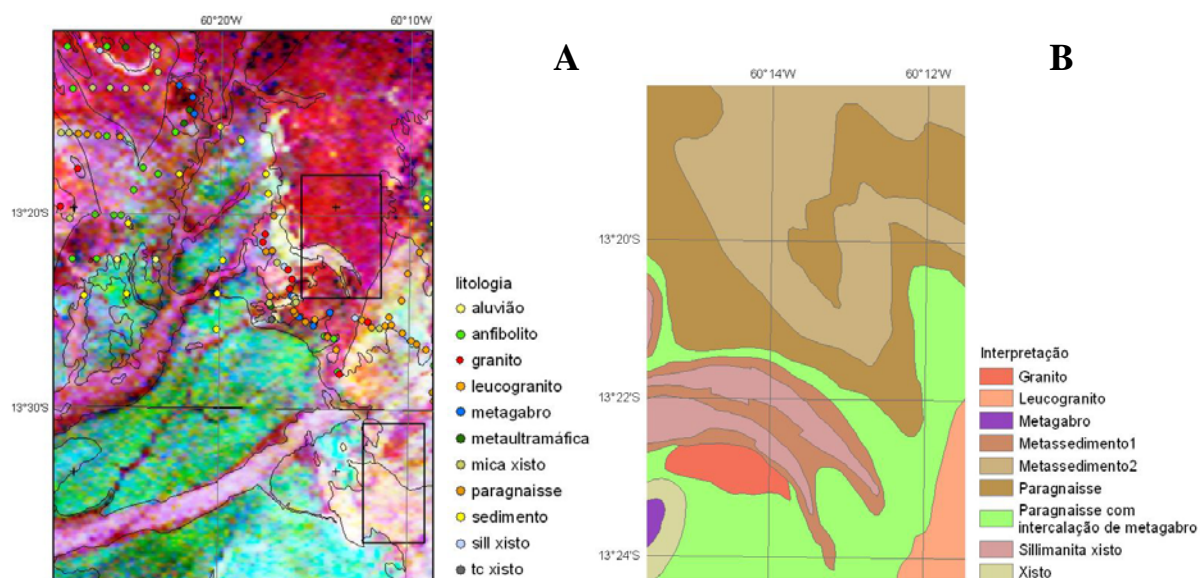 60°20'W
60°10'W
13°20'S
13°30'S
A
litologia
aluvião
anfibolito
granito
leucogranito
metagabro
metaultramáfica
mica xisto
paragnaisse
sedimento
sill xisto
tc xisto
B
60°14'W
60°12'W
13°20'S
13°22'S
13°24'S
Interpretação
Granito
Leucogranito
Metagabro
Metassedimento1
Metassedimento2
Paragnaisse
Paragnaisse com
intercalação de metagabro
Sillimanita xisto
Xisto